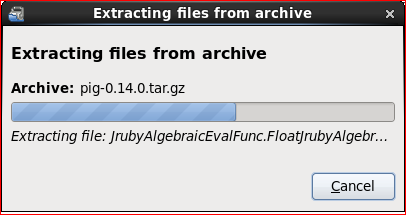 Extracting files from archive
Extracting files from archive
Archive: pig-0.14.0.tar.gz
Extracting file: JrubyAlgebraicEvalFunc.FloatJrubyAlgebr...
Cancel